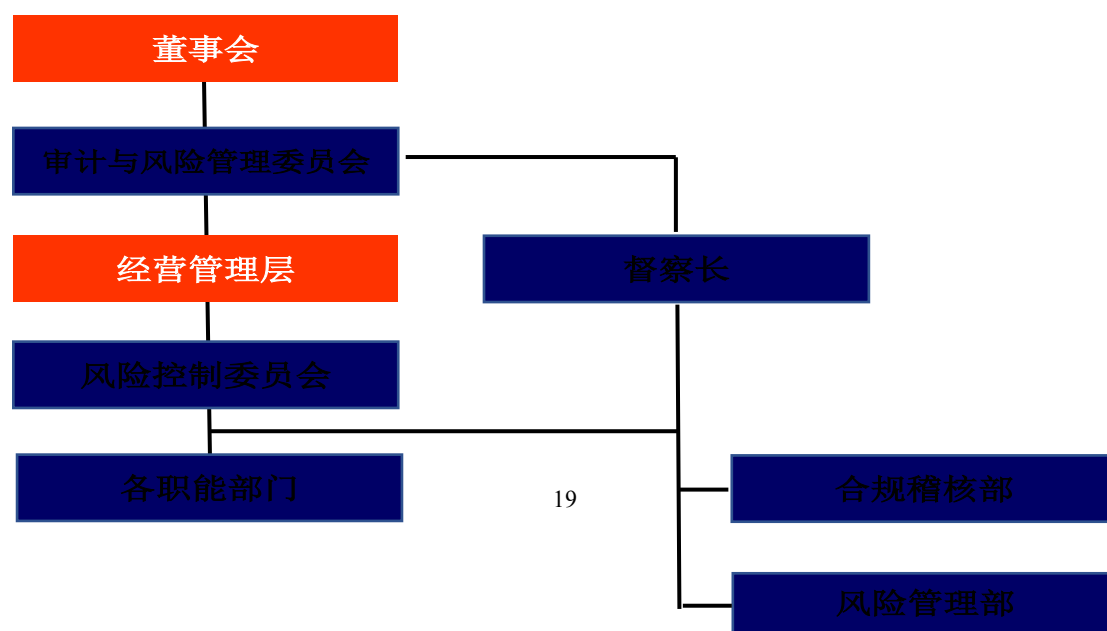 董事会
审计与风险管理委员会
经营管理层
督察长
风险控制委员会
各职能部门
19
合规稽核部
风险管理部